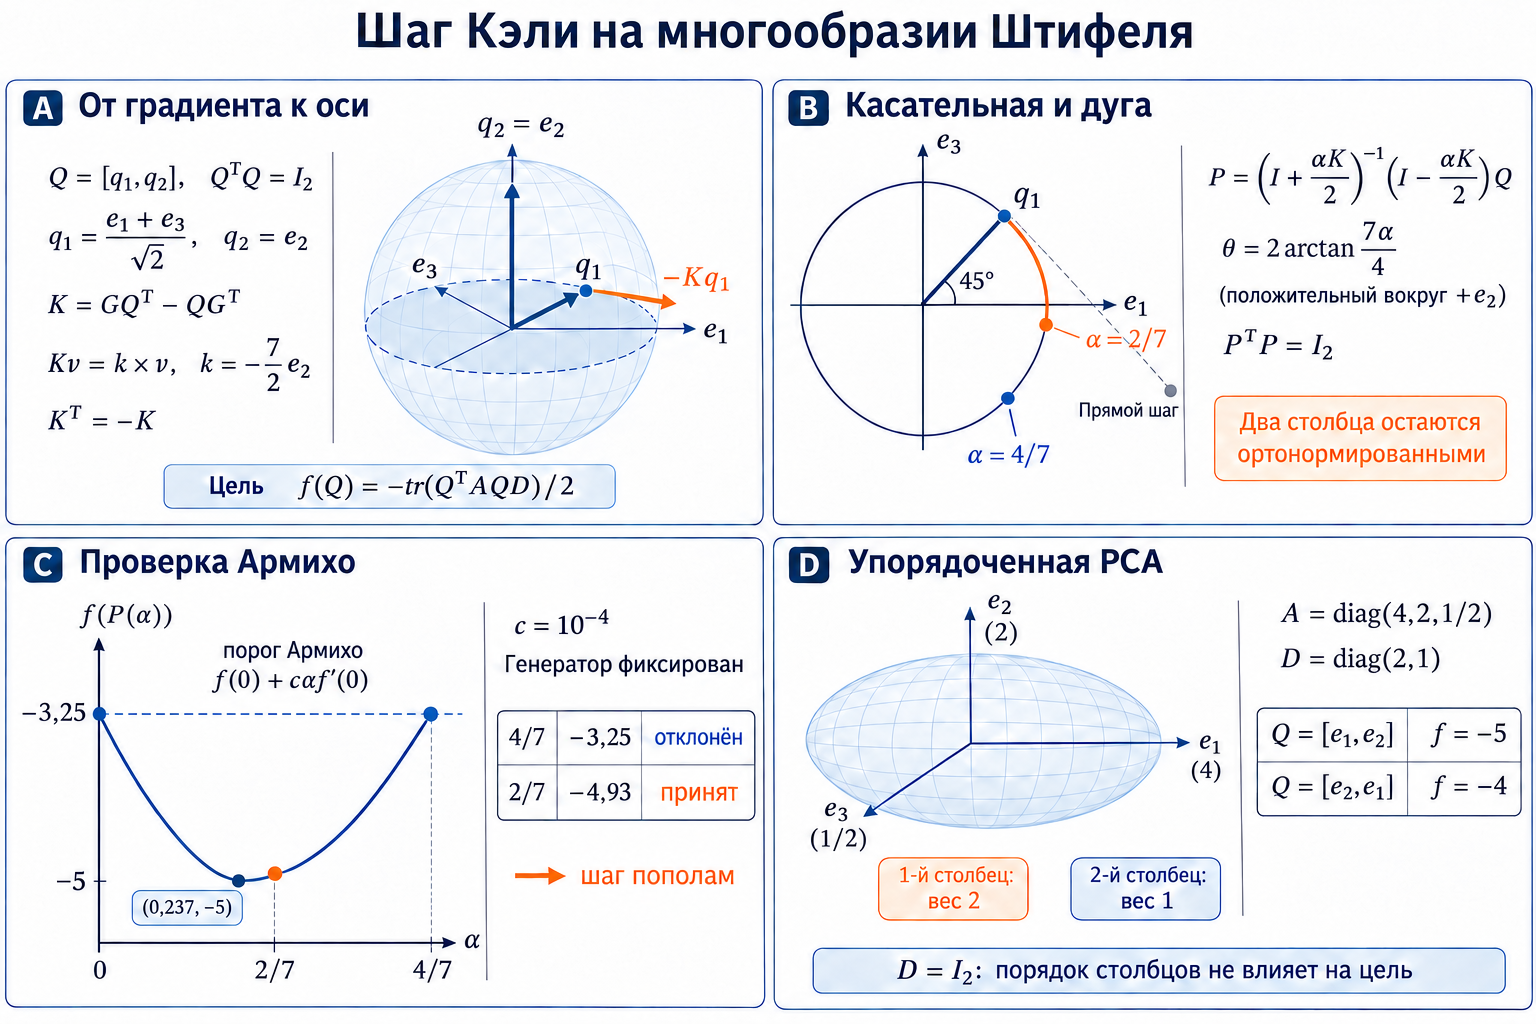 Шаг Кэли на многообразии Штифеля
A От градиента к оси
Q = [q₁, q₂], QᵀQ = I₂
q₁ = (e₁ + e₃)/√2, q₂ = e₂
K = GQᵀ − QGᵀ
Kv = k × v, k = −7/2 e₂
Kᵀ = −K
q₂ = e₂
e₃
q₁
−Kq₁
e₁
Цель f(Q) = −tr(QᵀAQD)/2
B Касательная и дуга
e₃
q₁
45°
e₁
α = 2/7
Прямой шаг
α = 4/7
P = (I + αK/2)⁻¹(I − αK/2)Q
θ = 2 arctan 7α/4
(положительный вокруг +e₂)
PᵀP = I₂
Два столбца остаются
ортонормированными
C Проверка Армихо
f(P(α))
порог Армихо
f(0) + cαf′(0)
−3,25
−5
(0,237, −5)
α
0 2/7 4/7
c = 10⁻⁴
Генератор фиксирован
4/7 −3,25 отклонён
2/7 −4,93 принят
шаг пополам
D Упорядоченная PCA
e₂
(2)
e₁
(4)
e₃
(1/2)
1-й столбец:
вес 2
2-й столбец:
вес 1
A = diag(4,2,1/2)
D = diag(2,1)
Q = [e₁,e₂] f = −5
Q = [e₂,e₁] f = −4
D = I₂: порядок столбцов не влияет на цель